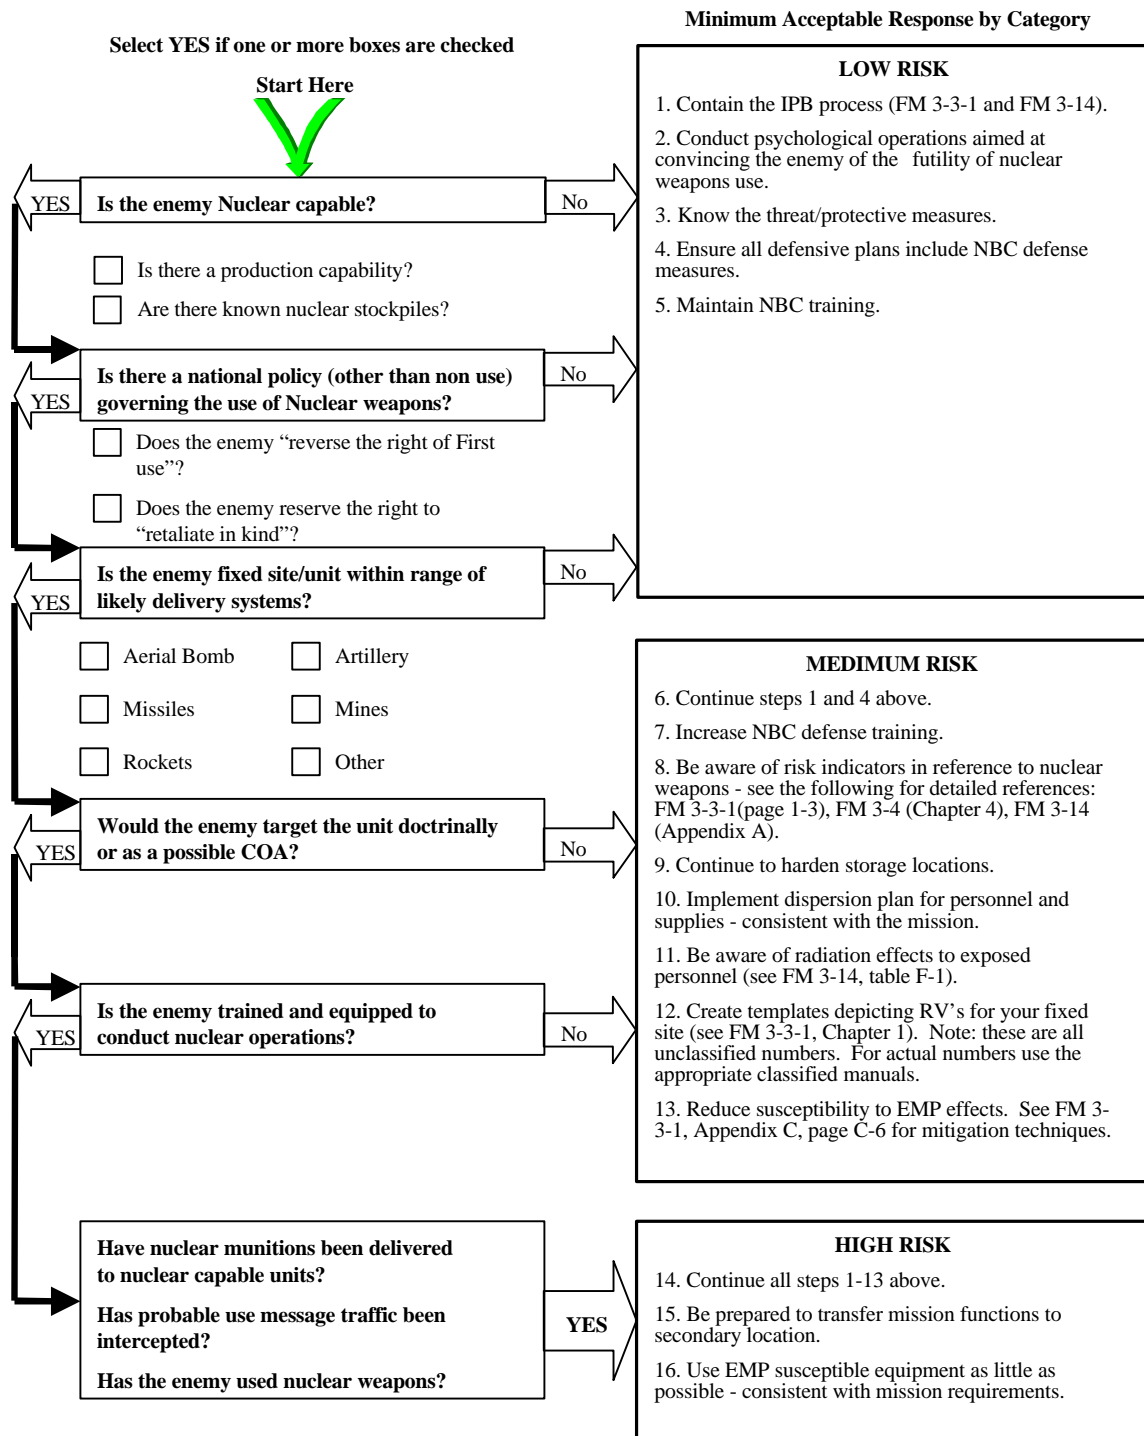 Minimum Acceptable Response by Category
Select YES if one or more boxes are checked
Start Here
YES
Is the enemy Nuclear capable?
No
Is there a production capability?
Are there known nuclear stockpiles?
YES
Is there a national policy (other than non use)
governing the use of Nuclear weapons?
No
Does the enemy “reverse the right of First
use”?
Does the enemy reserve the right to
“retaliate in kind”?
YES
Is the enemy fixed site/unit within range of
likely delivery systems?
No
Aerial Bomb
Artillery
Missiles
Mines
Rockets
Other
YES
Would the enemy target the unit doctrinally
or as a possible COA?
No
YES
Is the enemy trained and equipped to
conduct nuclear operations?
No
Have nuclear munitions been delivered
to nuclear capable units?
Has probable use message traffic been
intercepted?
Has the enemy used nuclear weapons?
YES
LOW RISK
1. Contain the IPB process (FM 3-3-1 and FM 3-14).
2. Conduct psychological operations aimed at
convincing the enemy of the futility of nuclear
weapons use.
3. Know the threat/protective measures.
4. Ensure all defensive plans include NBC defense
measures.
5. Maintain NBC training.
MEDIMUM RISK
6. Continue steps 1 and 4 above.
7. Increase NBC defense training.
8. Be aware of risk indicators in reference to nuclear
weapons - see the following for detailed references:
FM 3-3-1(page 1-3), FM 3-4 (Chapter 4), FM 3-14
(Appendix A).
9. Continue to harden storage locations.
10. Implement dispersion plan for personnel and
supplies - consistent with the mission.
11. Be aware of radiation effects to exposed
personnel (see FM 3-14, table F-1).
12. Create templates depicting RV’s for your fixed
site (see FM 3-3-1, Chapter 1). Note: these are all
unclassified numbers. For actual numbers use the
appropriate classified manuals.
13. Reduce susceptibility to EMP effects. See FM 3-
3-1, Appendix C, page C-6 for mitigation techniques.
HIGH RISK
14. Continue all steps 1-13 above.
15. Be prepared to transfer mission functions to
secondary location.
16. Use EMP susceptible equipment as little as
possible - consistent with mission requirements.